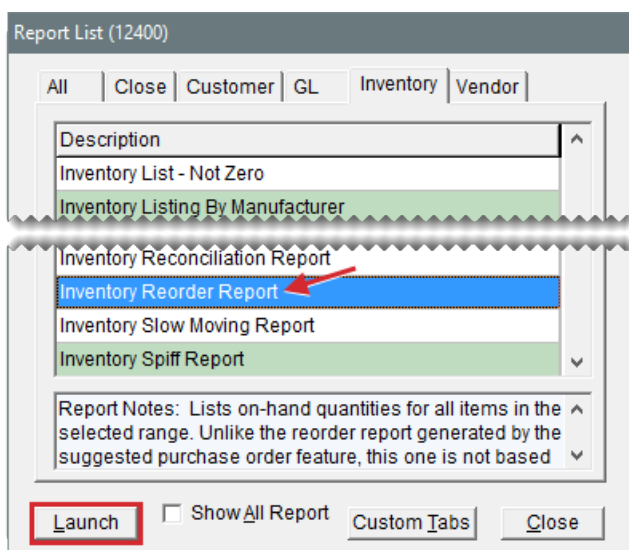 Report List (12400)
All Close Customer GL Inventory Vendor
Description
Inventory List - Not Zero
Inventory Listing By Manufacturer
Inventory Reconciliation Report
Inventory Reorder Report
Inventory Slow Moving Report
Inventory Spiff Report
Report Notes: Lists on-hand quantities for all items in the
selected range. Unlike the reorder report generated by the
suggested purchase order feature, this one is not based
Launch Show All Report Custom Tabs Close